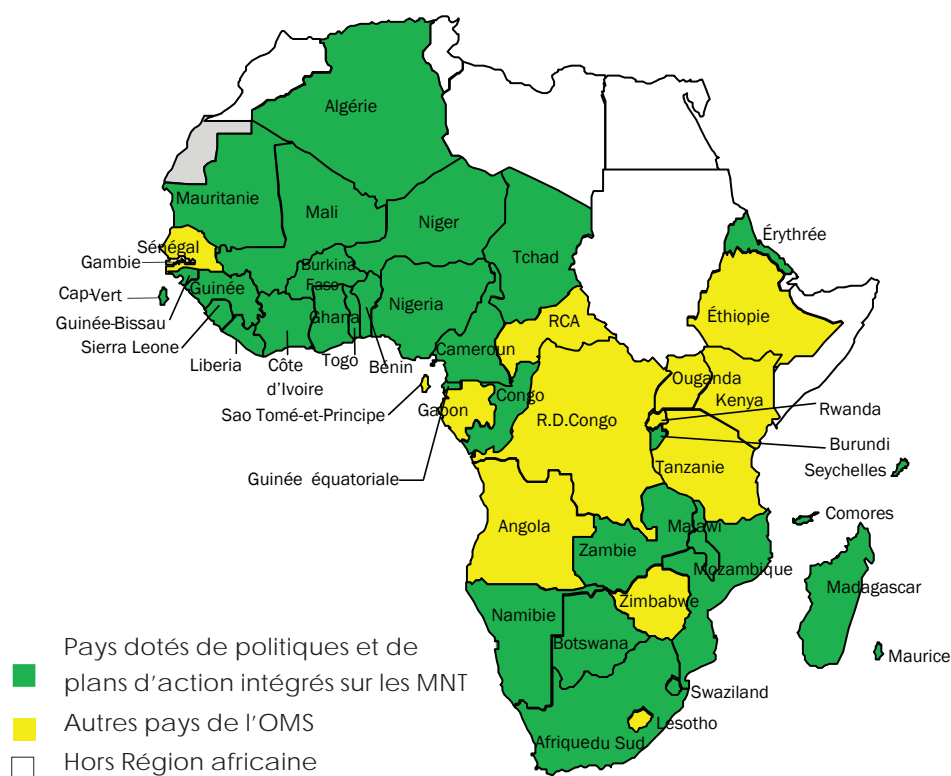 Algérie
Mauritanie
Mali
Niger
Tchad
Érythrée
Sénégal
Gambie
Cap-Vert
Guinée
Burkina
Faso
Nigeria
Ghana
RCA
Éthiopie
Guinée-Bissau
Sierra Leone
Liberia
Côte
d’Ivoire
Togo
Bénin
Cameroun
Sao Tomé-et-Principe
Gabon
Congo
R.D.Congo
Ouganda
Kenya
Rwanda
Burundi
Seychelles
Guinée équatoriale
Tanzanie
Comores
Angola
Malawi
Zambie
Mozambique
Madagascar
Namibie
Zimbabwe
Botswana
Maurice
Swaziland
Lesotho
Afriquedu Sud
Pays dotés de politiques et de
plans d’action intégrés sur les MNT
Autres pays de l’OMS
Hors Région africaine